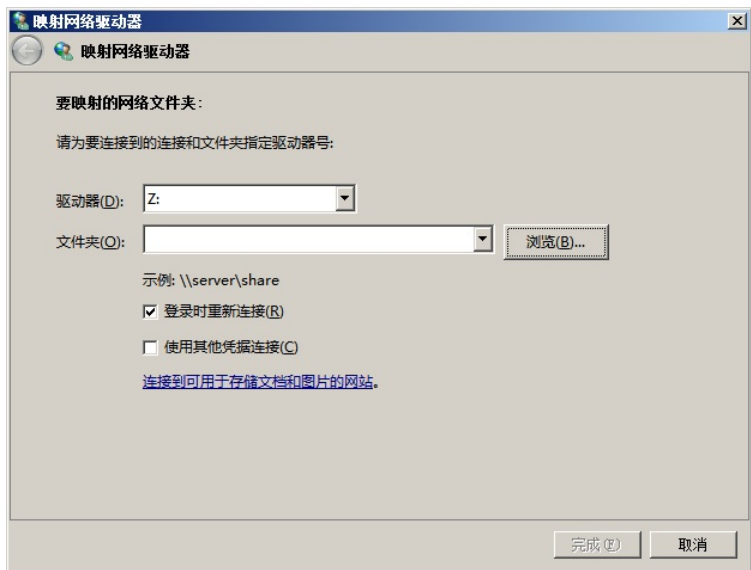 映射网络驱动器
映射网络驱动器
要映射的网络文件夹:
请为要连接到的连接和文件夹指定驱动器号:
驱动器(D): Z:
文件夹(O): 浏览(B)...
示例: \\server\share
登录时重新连接(R)
使用其他凭据连接(C)
连接到可用于存储文档和图片的网站。
完成(F) 取消